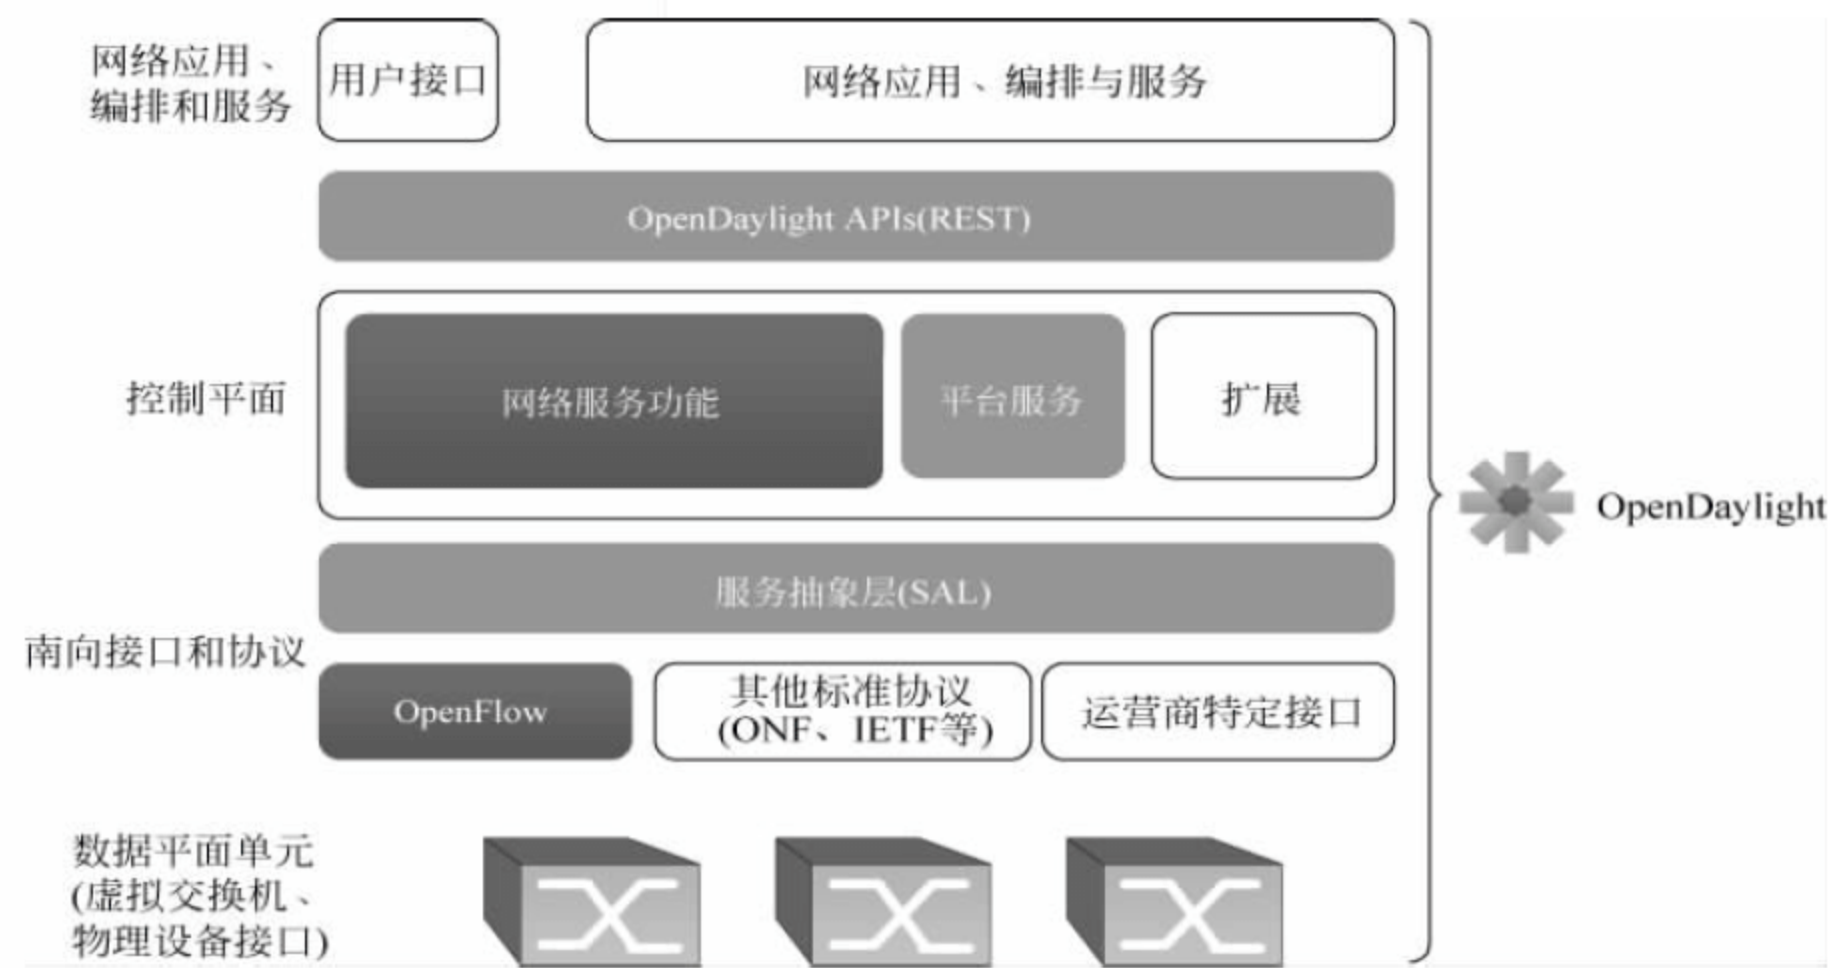 网络应用、
编排和服务
用户接口
网络应用、编排与服务
OpenDaylight APIs(REST)
控制平面
网络服务功能
平台服务
扩展
OpenDaylight
服务抽象层(SAL)
南向接口和协议
OpenFlow
其他标准协议
(ONF、IETF等)
运营商特定接口
数据平面单元
(虚拟交换机、
物理设备接口)